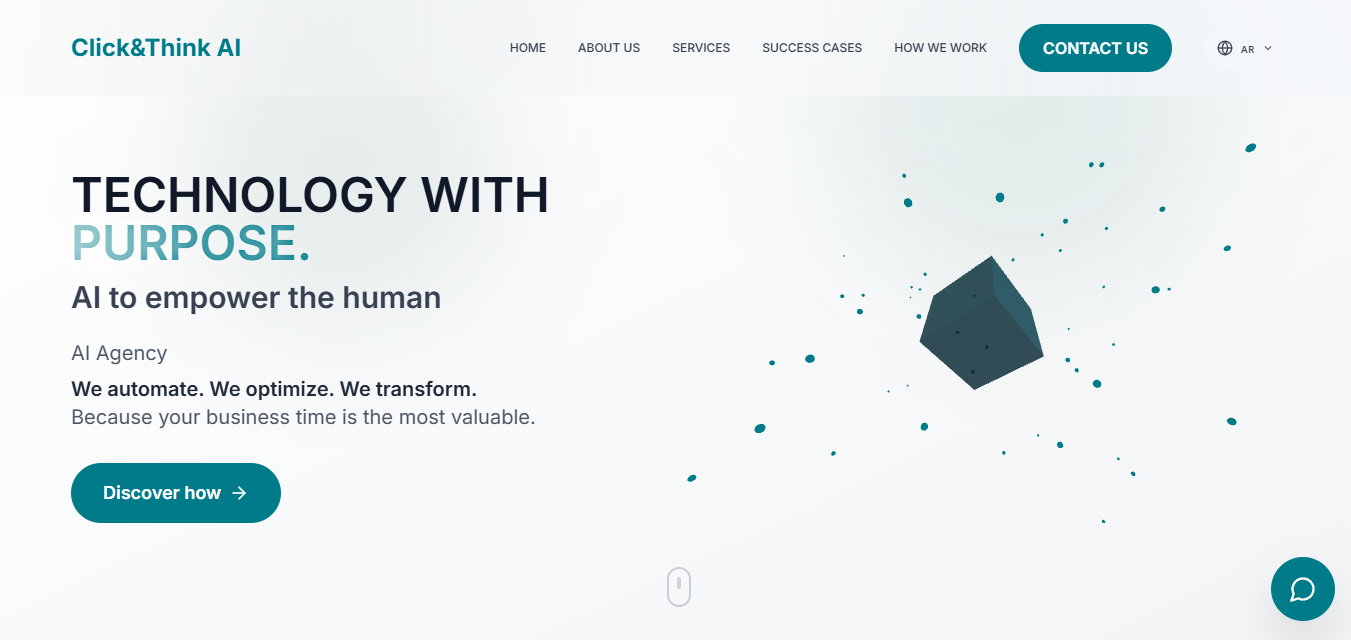 Click&Think AI
HOME
ABOUT US
SERVICES
SUCCESS CASES
HOW WE WORK
CONTACT US
AR
TECHNOLOGY WITH
PURPOSE.
AI to empower the human
AI Agency
We automate. We optimize. We transform.
Because your business time is the most valuable.
Discover how